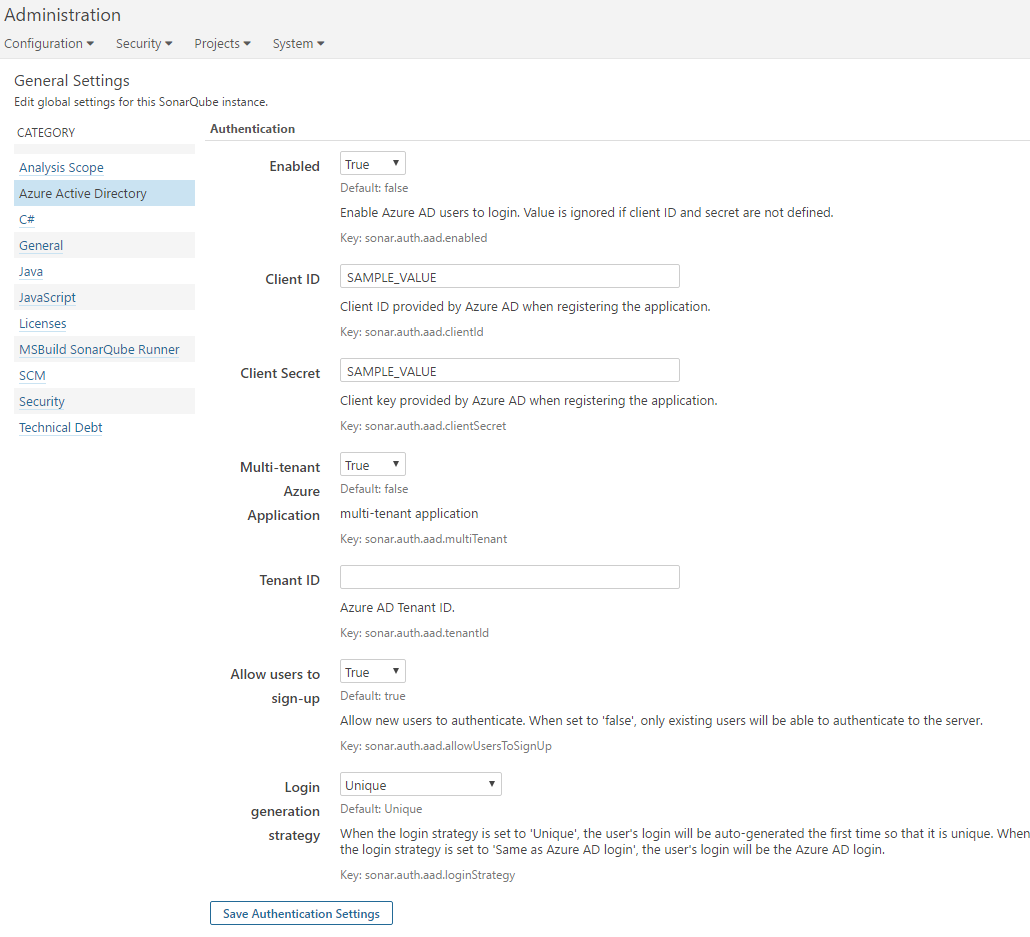 Administration
Configuration Security Projects System
General Settings
Edit global settings for this SonarQube instance.
CATEGORY
Analysis Scope
Azure Active Directory
C#
General
Java
JavaScript
Licenses
MSBuild SonarQube Runner
SCM
Security
Technical Debt
Authentication
Enabled
True
Default: false
Enable Azure AD users to login. Value is ignored if client ID and secret are not defined.
Key: sonar.auth.aad.enabled
Client ID
SAMPLE_VALUE
Client ID provided by Azure AD when registering the application.
Key: sonar.auth.aad.clientId
Client Secret
SAMPLE_VALUE
Client key provided by Azure AD when registering the application.
Key: sonar.auth.aad.clientSecret
Multi-tenant
Azure
Application
True
Default: false
multi-tenant application
Key: sonar.auth.aad.multiTenant
Tenant ID
Azure AD Tenant ID.
Key: sonar.auth.aad.tenantId
Allow users to
sign-up
True
Default: true
Allow new users to authenticate. When set to 'false', only existing users will be able to authenticate to the server.
Key: sonar.auth.aad.allowUsersToSignUp
Login
generation
strategy
Unique
Default: Unique
When the login strategy is set to 'Unique', the user's login will be auto-generated the first time so that it is unique. When
the login strategy is set to 'Same as Azure AD login', the user's login will be the Azure AD login.
Key: sonar.auth.aad.loginStrategy
Save Authentication Settings